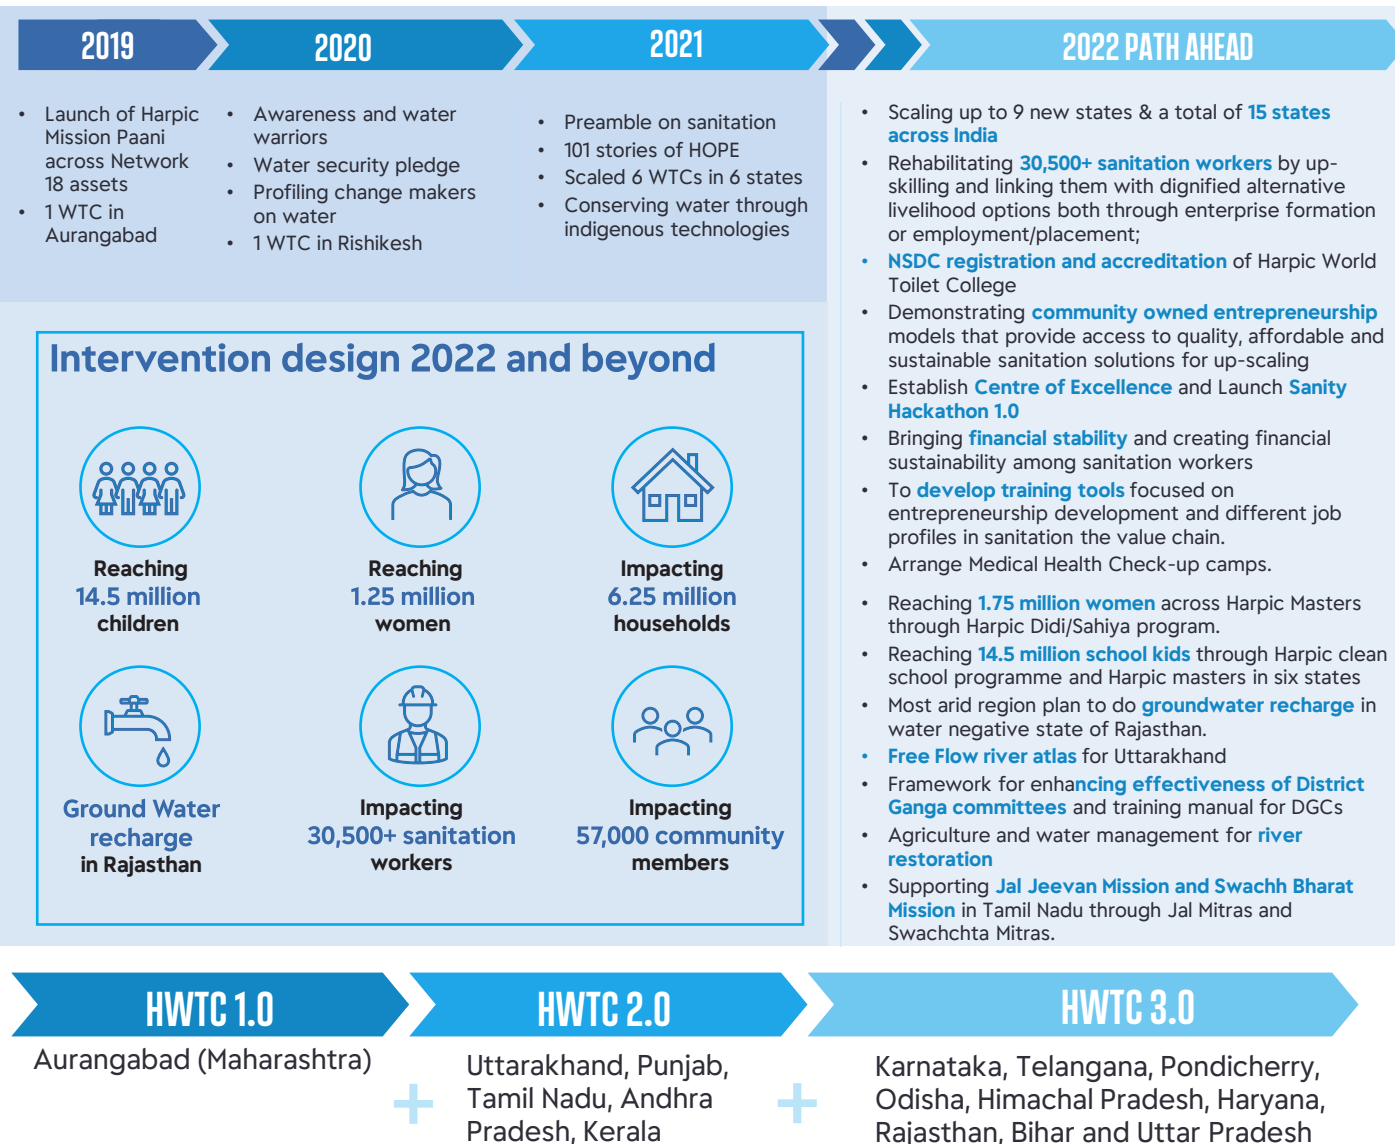 2019
2020
2021
2022 PATH AHEAD
• Launch of Harpic
Mission Paani
across Network
18 assets
• 1 WTC in
Aurangabad
• Awareness and water
warriors
• Water security pledge
• Profiling change makers
on water
• 1 WTC in Rishikesh
• Preamble on sanitation
• 101 stories of HOPE
• Scaled 6 WTCs in 6 states
• Conserving water through
indigenous technologies
• Scaling up to 9 new states & a total of 15 states
across India
• Rehabilitating 30,500+ sanitation workers by up-
skilling and linking them with dignified alternative
livelihood options both through enterprise formation
or employment/placement;
• NSDC registration and accreditation of Harpic World
Toilet College
• Demonstrating community owned entrepreneurship
models that provide access to quality, affordable and
sustainable sanitation solutions for up-scaling
• Establish Centre of Excellence and Launch Sanity
Hackathon 1.0
• Bringing financial stability and creating financial
sustainability among sanitation workers
• To develop training tools focused on
entrepreneurship development and different job
profiles in sanitation the value chain.
• Arrange Medical Health Check-up camps.
• Reaching 1.75 million women across Harpic Masters
through Harpic Didi/Sahiya program.
• Reaching 14.5 million school kids through Harpic clean
school programme and Harpic masters in six states
• Most arid region plan to do groundwater recharge in
water negative state of Rajasthan.
• Free Flow river atlas for Uttarakhand
• Framework for enhancing effectiveness of District
Ganga committees and training manual for DGCs
• Agriculture and water management for river
restoration
• Supporting Jal Jeevan Mission and Swachh Bharat
Mission in Tamil Nadu through Jal Mitras and
Swachchta Mitras.
Intervention design 2022 and beyond
Reaching
14.5 million
children
Reaching
1.25 million
women
Impacting
6.25 million
households
Ground Water
recharge
in Rajasthan
Impacting
30,500+ sanitation
workers
Impacting
57,000 community
members
HWTC 1.0
HWTC 2.0
HWTC 3.0
Aurangabad (Maharashtra)
+
Uttarakhand, Punjab,
Tamil Nadu, Andhra
Pradesh, Kerala
+
Karnataka, Telangana, Pondicherry,
Odisha, Himachal Pradesh, Haryana,
Rajasthan, Bihar and Uttar Pradesh